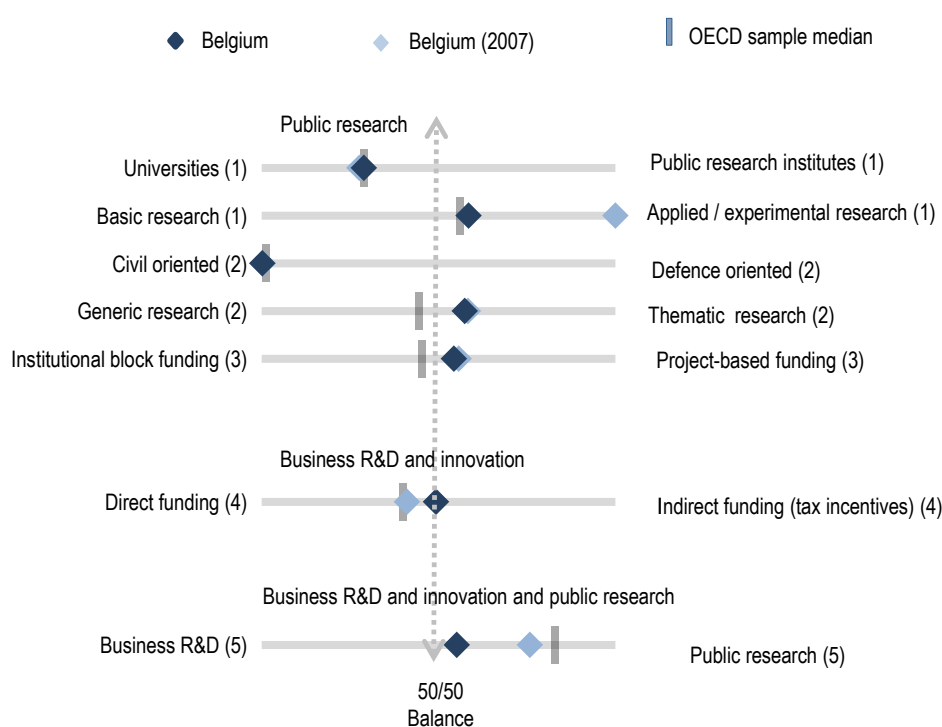 Belgium
Belgium (2007)
OECD sample median
Public research
Universities (1)
Public research institutes (1)
Basic research (1)
Applied / experimental research (1)
Civil oriented (2)
Defence oriented (2)
Generic research (2)
Thematic research (2)
Institutional block funding (3)
Project-based funding (3)
Business R&D and innovation
Direct funding (4)
Indirect funding (tax incentives) (4)
Business R&D and innovation and public research
Business R&D (5)
Public research (5)
50/50
Balance